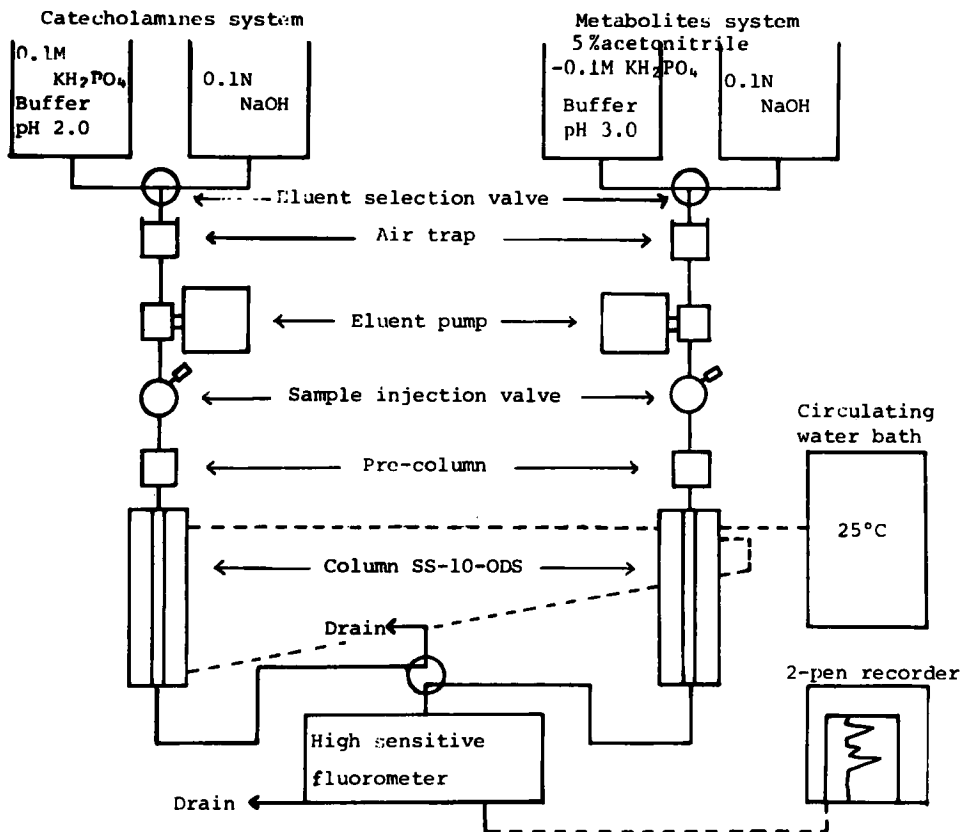 Catecholamines system
Metabolites system
5%acetonitrile
-0.1M KH₂PO₄
Buffer
pH 3.0
0.1N
NaOH
0.1M
KH₂PO₄
Buffer
pH 2.0
0.1N
NaOH
Eluent selection valve
Air trap
Eluent pump
Sample injection valve
Pre-column
Circulating
water bath
25°C
Column SS-10-ODS
Drain
2-pen recorder
High sensitive
fluorometer
Drain